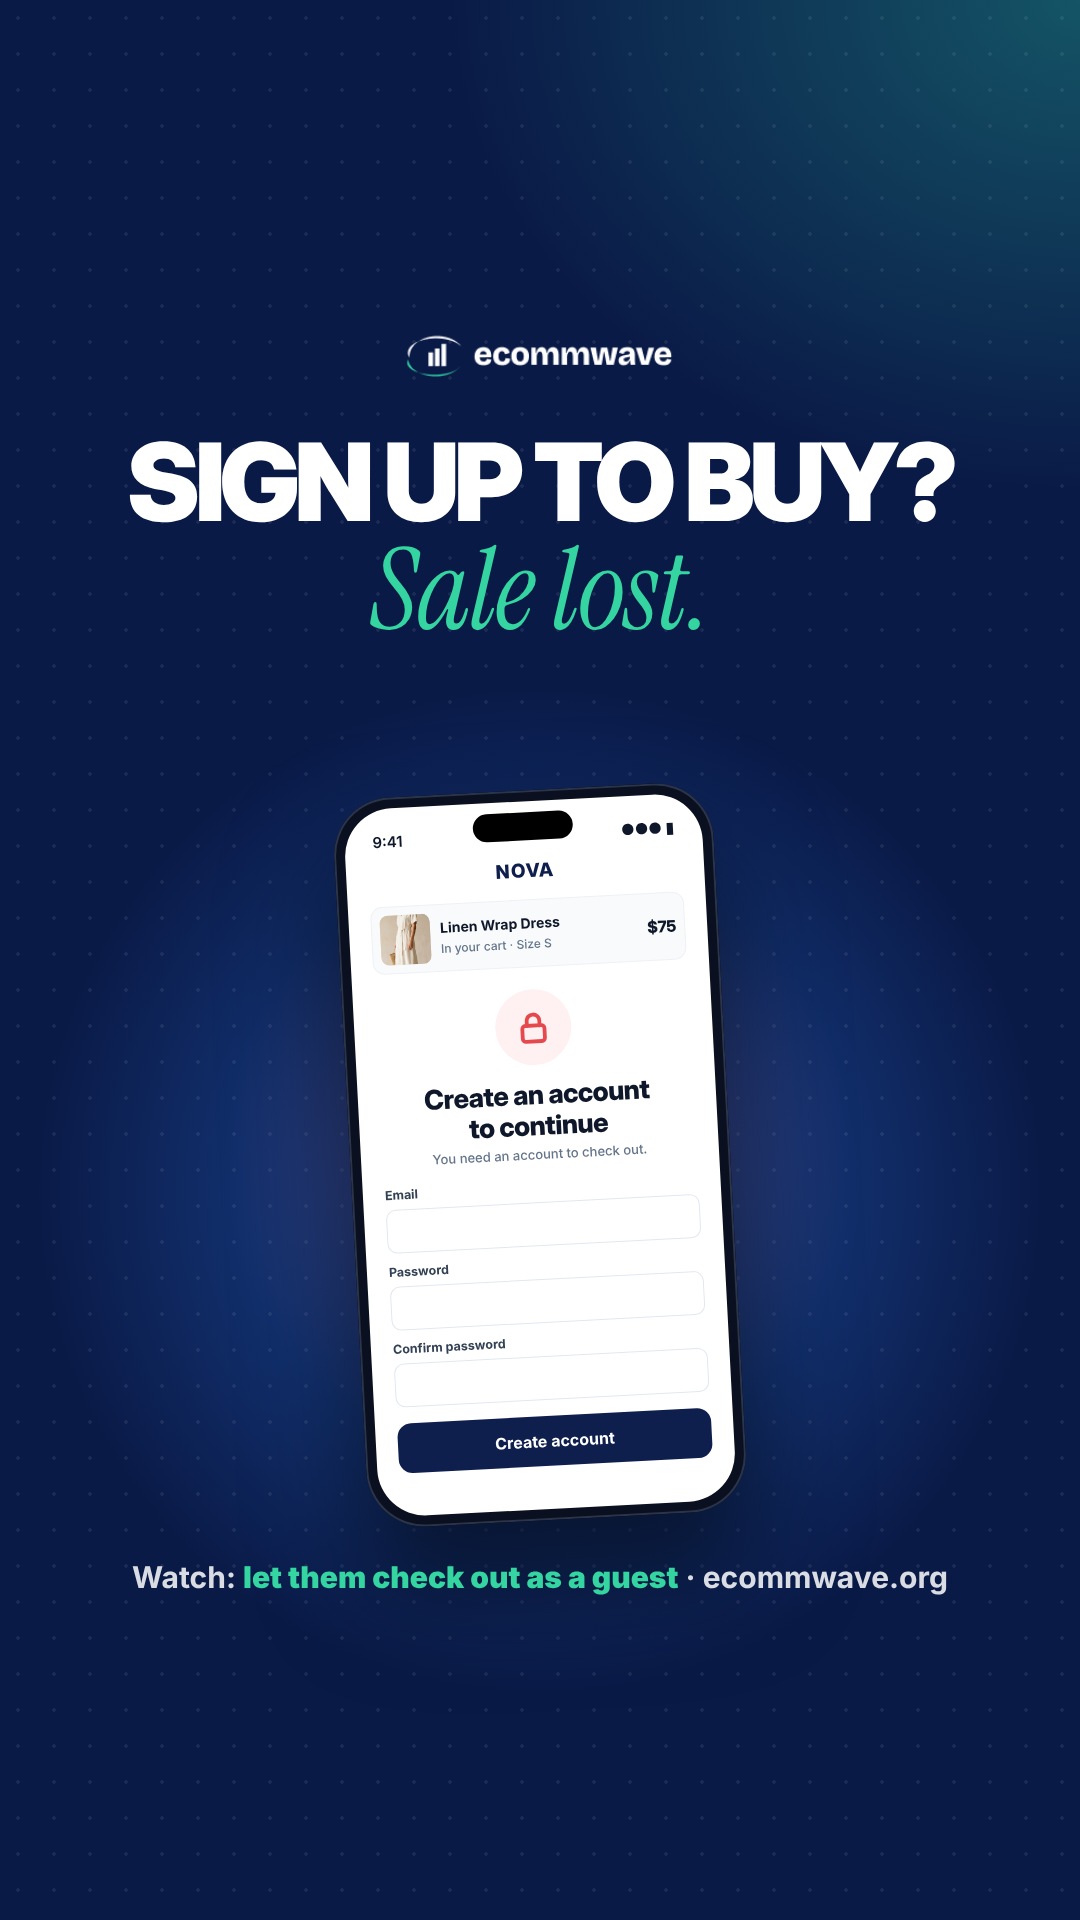 ecommwave
SIGN UP TO BUY?
Sale lost.
9:41
NOVA
Linen Wrap Dress
In your cart · Size S
$75
Create an account
to continue
You need an account to check out.
Email
Password
Confirm password
Create account
Watch: let them check out as a guest · ecommwave.org